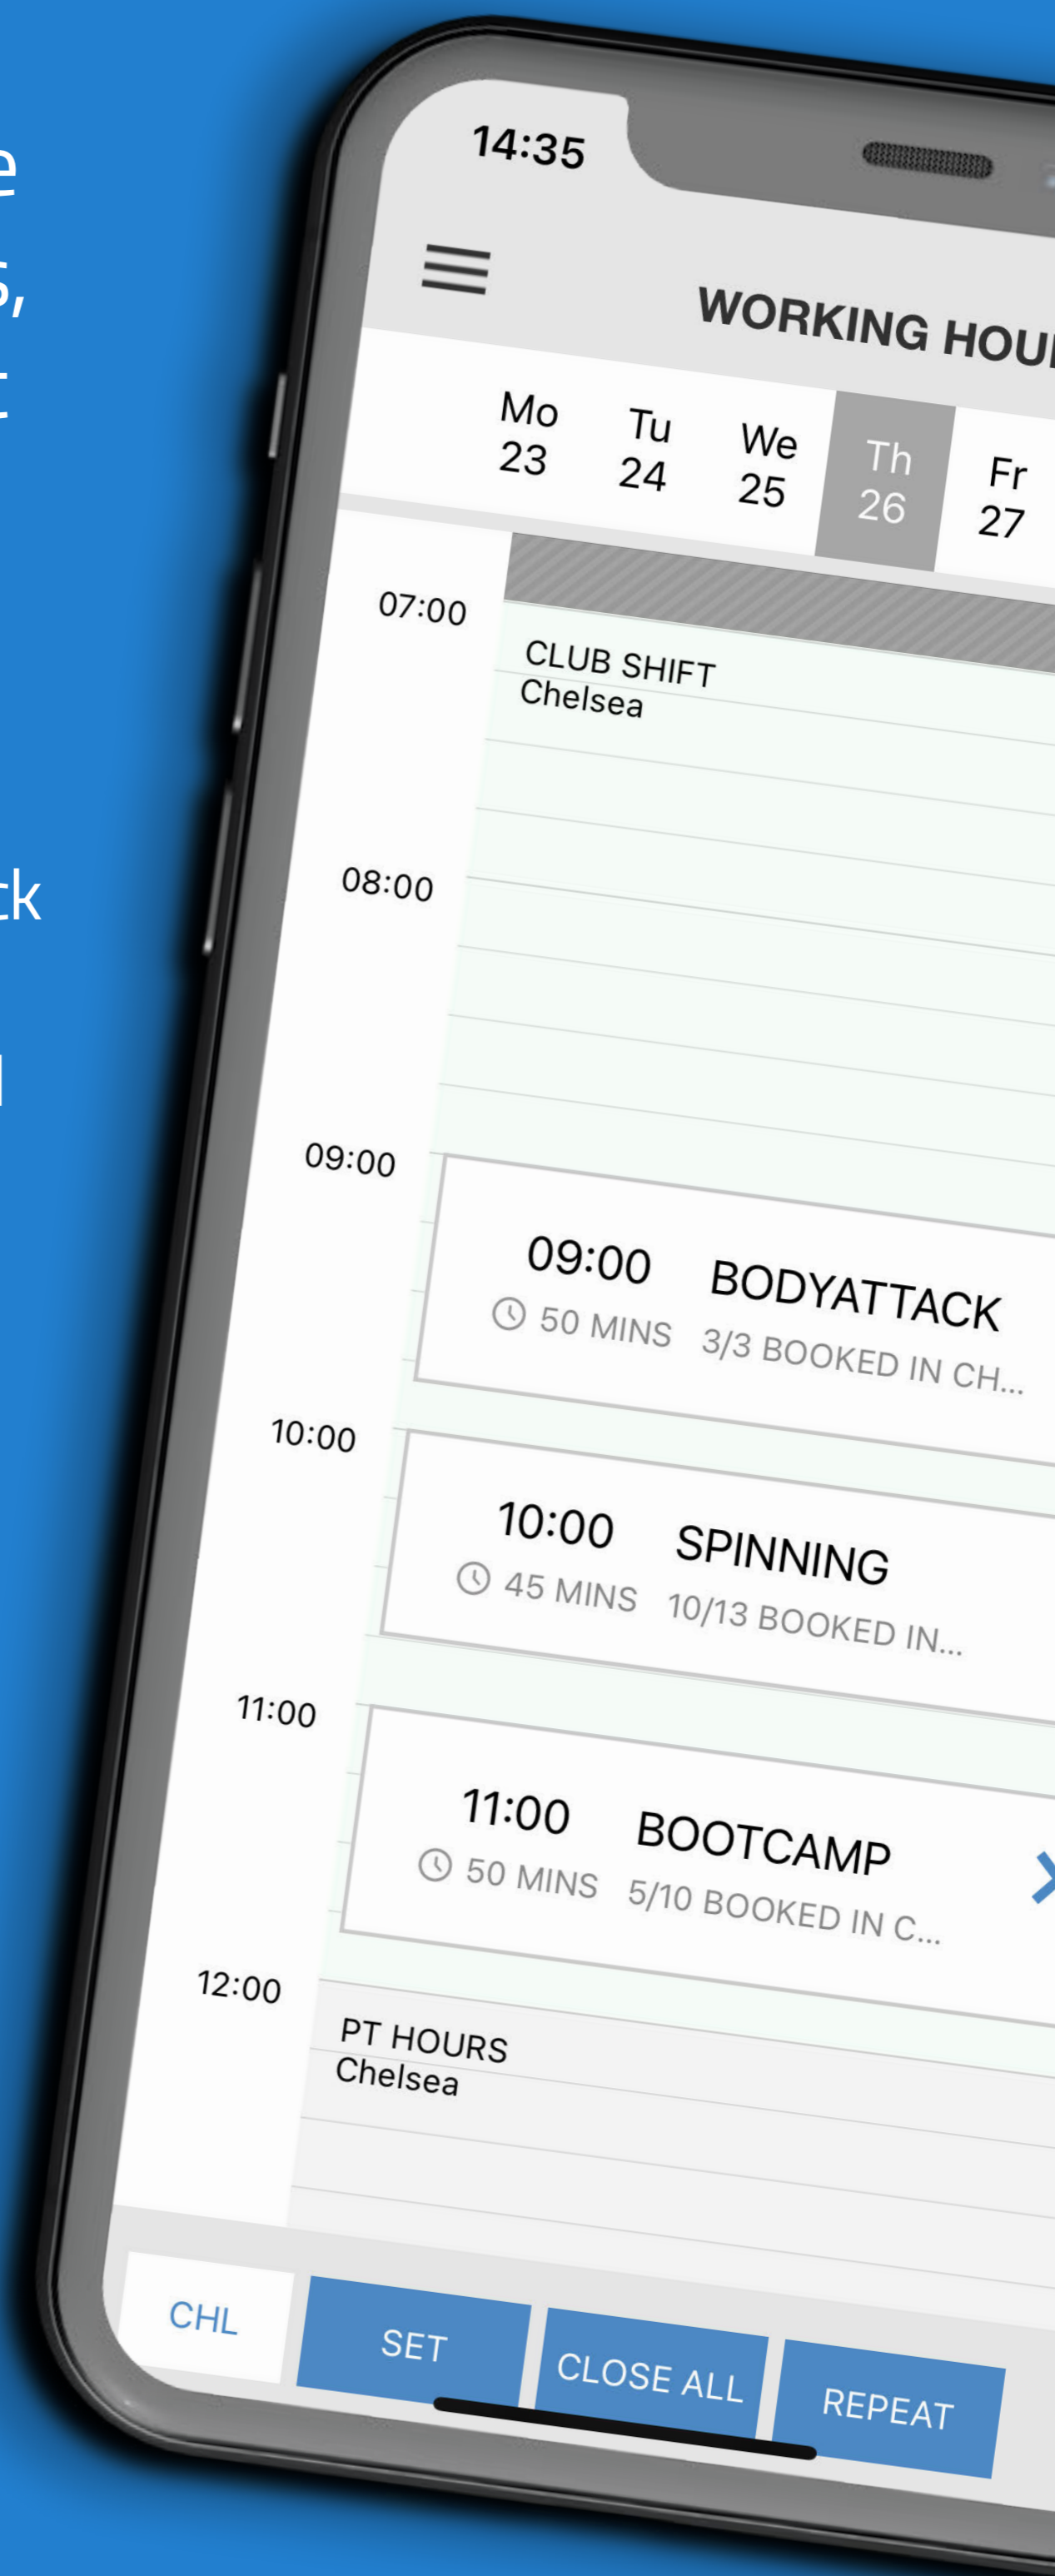 14:35
WORKING
Mo Tu We Th Fr
23 24 25 26 27
07:00
CLUB SHIFT
Chelsea
08:00
09:00
09:00 BODYATTACK
50 MINS 3/3 BOOKED IN CH...
10:00
10:00 SPINNING
45 MINS 10/13 BOOKED IN...
11:00
11:00 BOOTCAMP
50 MINS 5/10 BOOKED IN C...
12:00
PT HOURS
Chelsea
CHL SET CLOSE ALL REPEAT